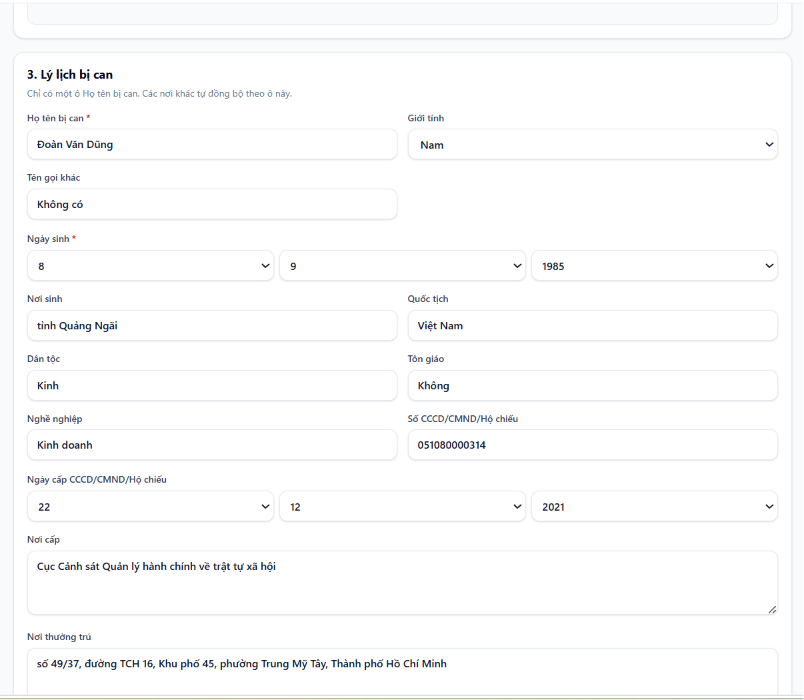 3. Lý lịch bị can
Chỉ có một ô Họ tên bị can. Các nơi khác tự đồng bộ theo ô này.
Họ tên bị can * Giới tính
Đoàn Văn Dũng Nam
Tên gọi khác
Không có
Ngày sinh *
8 9 1985
Nơi sinh Quốc tịch
tỉnh Quảng Ngãi Việt Nam
Dân tộc Tôn giáo
Kinh Không
Nghề nghiệp Số CCCD/CMND/Hộ chiếu
Kinh doanh 051080000314
Ngày cấp CCCD/CMND/Hộ chiếu
22 12 2021
Nơi cấp
Cục Cảnh sát Quản lý hành chính về trật tự xã hội
Nơi thường trú
số 49/37, đường TCH 16, Khu phố 45, phường Trung Mỹ Tây, Thành phố Hồ Chí Minh